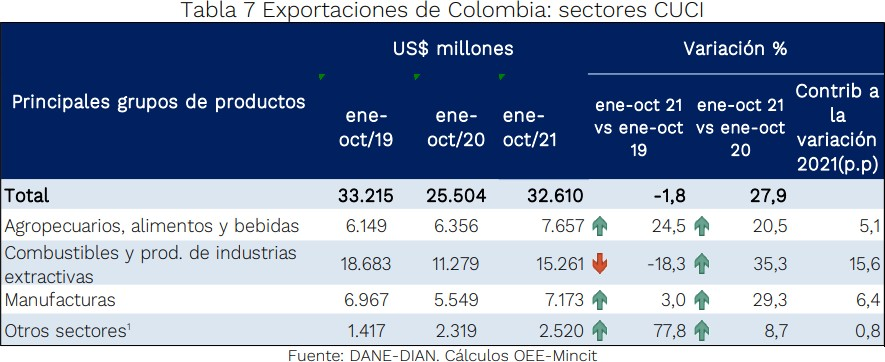 Tabla 7 Exportaciones de Colombia: sectores CUCI
Principales grupos de productos
US$ millones
Variación %
ene-
oct/19
ene-
oct/20
ene-
oct/21
ene-oct 21
vs ene-oct
19
ene-oct 21
vs ene-oct
20
Contrib a
la
variación
2021(p.p)
Total 33.215 25.504 32.610 -1,8 27,9
Agropecuarios, alimentos y bebidas 6.149 6.356 7.657 24,5 20,5 5,1
Combustibles y prod. de industrias
extractivas 18.683 11.279 15.261 -18,3 35,3 15,6
Manufacturas 6.967 5.549 7.173 3,0 29,3 6,4
Otros sectores¹ 1.417 2.319 2.520 77,8 8,7 0,8
Fuente: DANE-DIAN. Cálculos OEE-Mincit